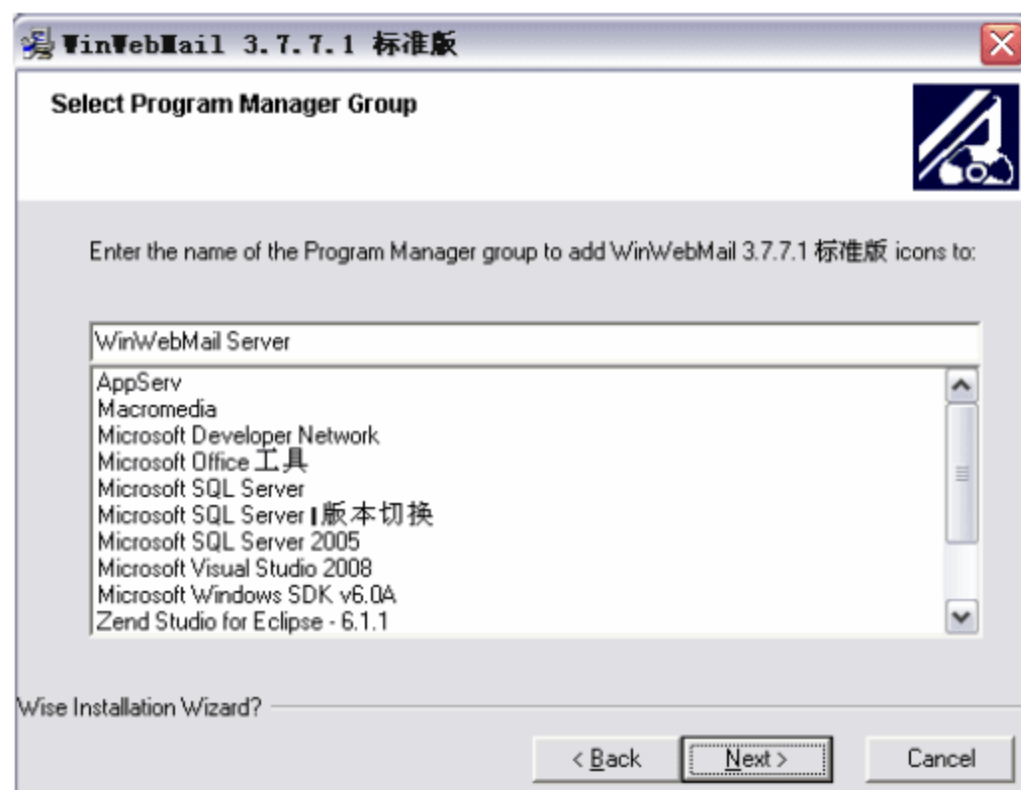 WinWebMail 3.7.7.1 标准版
Select Program Manager Group
Enter the name of the Program Manager group to add WinWebMail 3.7.7.1 标准版 icons to:
WinWebMail Server
AppServ
Macromedia
Microsoft Developer Network
Microsoft Office 工具
Microsoft SQL Server
Microsoft SQL Server 版本切换
Microsoft SQL Server 2005
Microsoft Visual Studio 2008
Microsoft Windows SDK v6.0A
Zend Studio for Eclipse - 6.1.1
Wise Installation Wizard?
< Back Next > Cancel